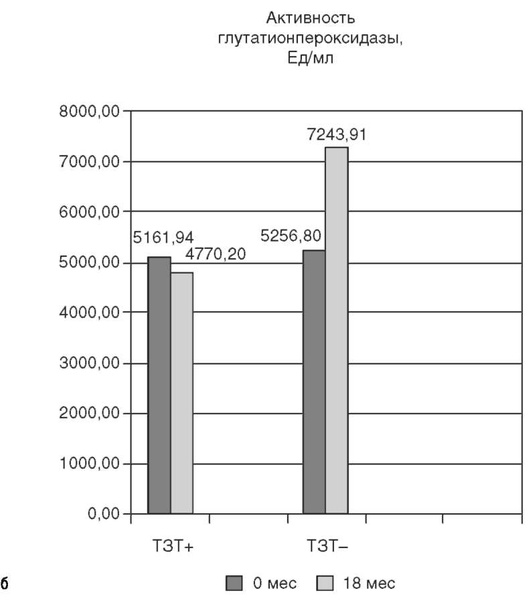 Активность
глутатионпероксидазы,
Ед/мл
8000,00
7243,91
7000,00
6000,00
5161,94
5256,80
4770,20
5000,00
4000,00
3000,00
2000,00
1000,00
0,00
ТЗТ+
ТЗТ–
б
0 мес
18 мес